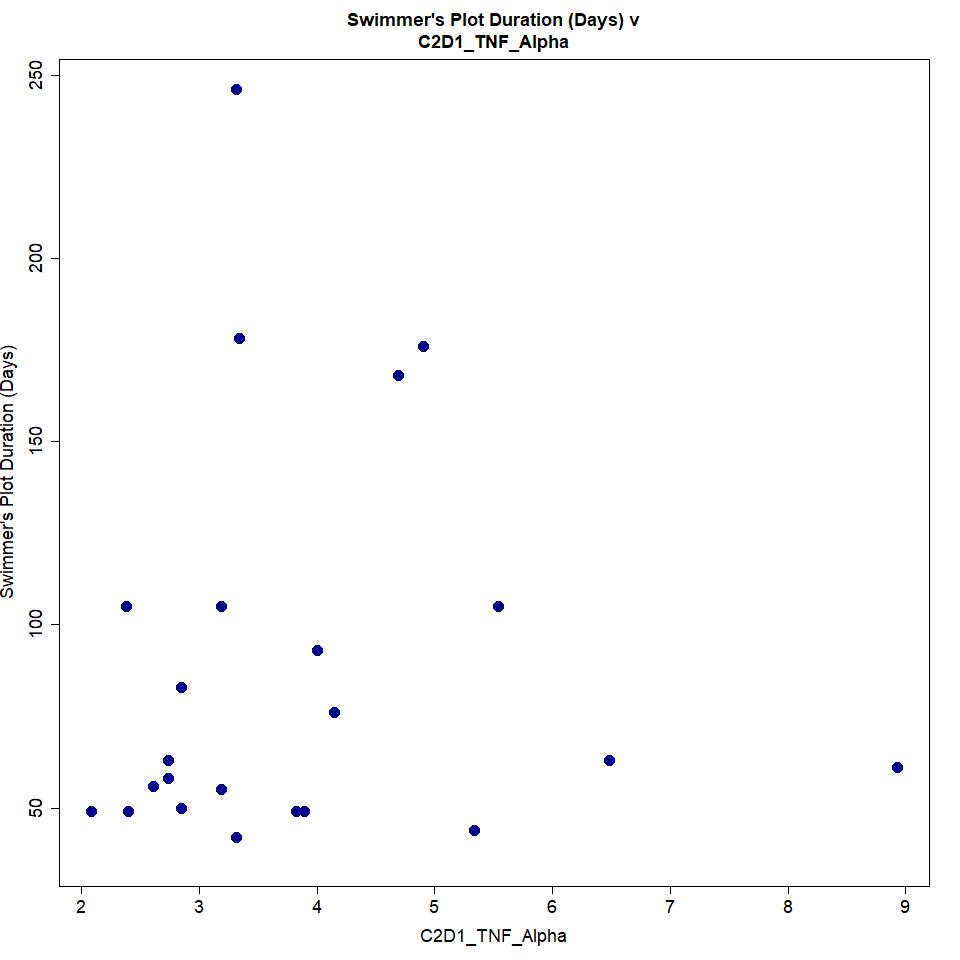 Swimmer's Plot Duration (Days) v
C2D1_TNF_Alpha
Swimmer's Plot Duration (Days)
250
200
150
100
50
2 3 4 5 6 7 8 9
C2D1_TNF_Alpha